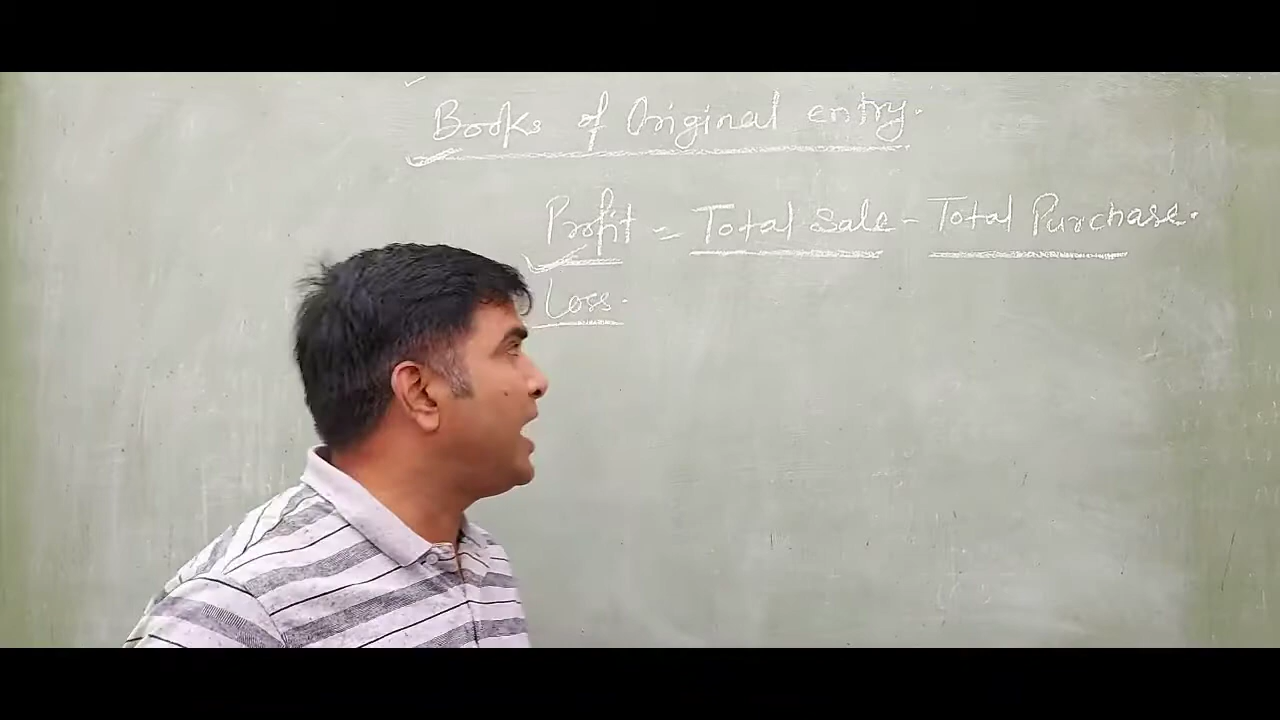 Books of Original entry.
Profit = Total Sale - Total Purchase.
Loss.